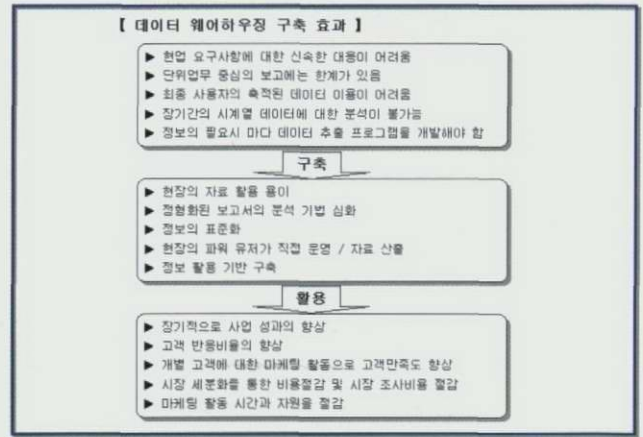 【 데이터 웨어하우징 구축 효과 】
▶ 현업 요구사항에 대한 신속한 대응이 어려움
▶ 단위업무 중심의 보고에는 한계가 있음
▶ 최종 사용자의 축적된 데이터 이용이 어려움
▶ 장기간의 시계열 데이터에 대한 분석이 불가능
▶ 정보의 필요시 마다 데이터 추출 프로그램을 개발해야 함
구축
▶ 현장의 자료 활용 용이
▶ 정형화된 보고서의 분석 기법 심화
▶ 정보의 표준화
▶ 현장의 파워 유저가 직접 운영 / 자료 산출
▶ 정보 활용 기반 구축
활용
▶ 장기적으로 사업 성과의 향상
▶ 고객 반응비율의 향상
▶ 개별 고객에 대한 마케팅 활동으로 고객만족도 향상
▶ 시장 세분화를 통한 비용절감 및 시장 조사비용 절감
▶ 마케팅 활동 시간과 자원을 절감